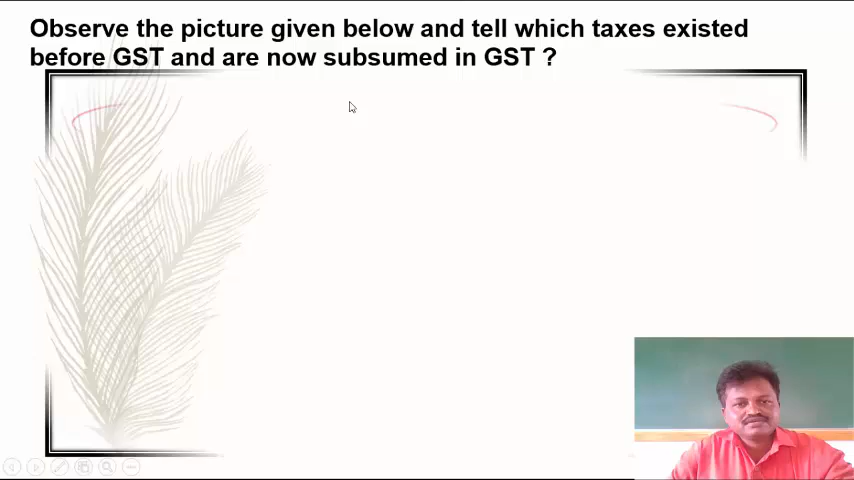 Observe the picture given below and tell which taxes existed
before GST and are now subsumed in GST ?